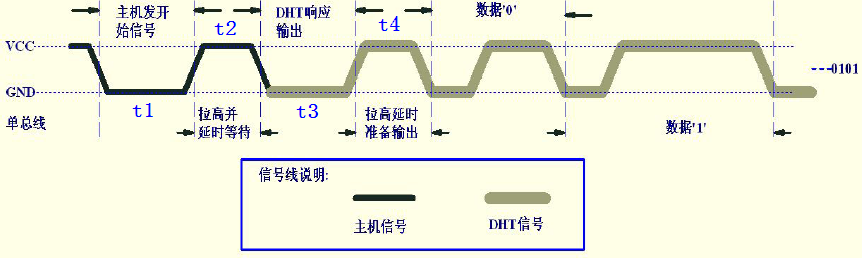 主机发开
始信号
t2
DHT响应
输出
t4
数据'0'
VCC
GND
---0101
t1
t3
单总线
拉高并
延时等待
拉高延时
准备输出
数据'1'
信号线说明:
主机信号
DHT信号